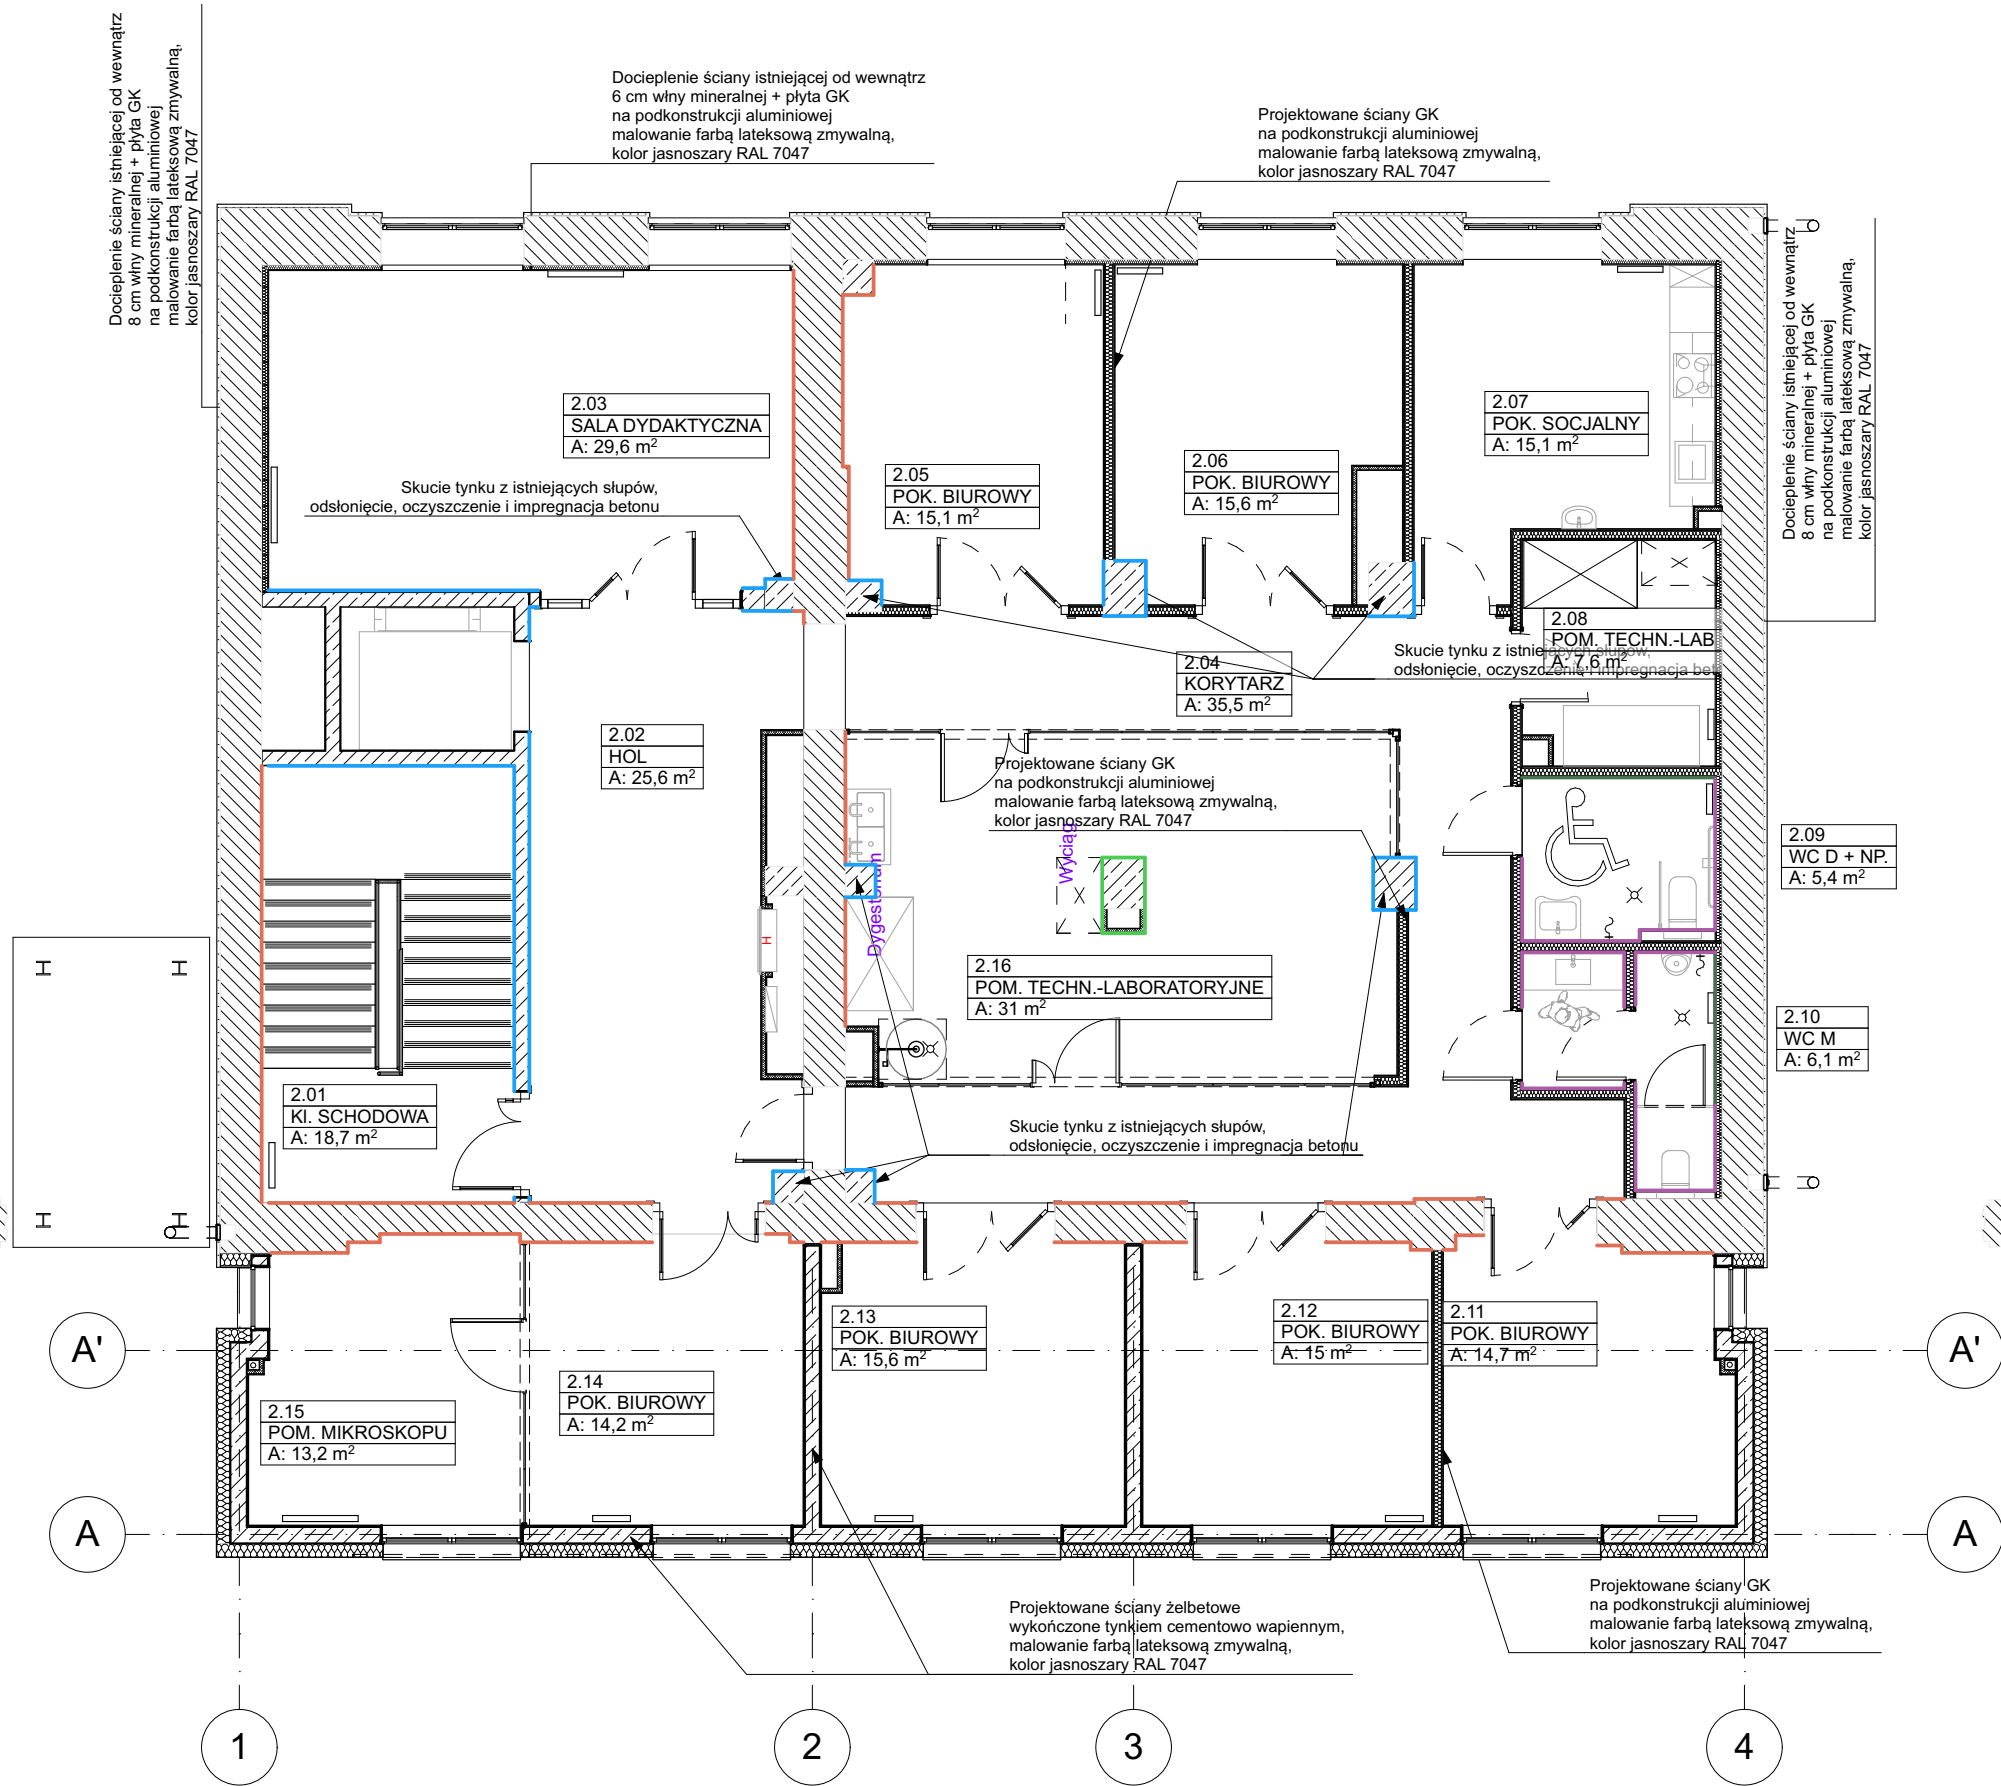 Docieplenie ściany istniejącej od wewnątrz
8 cm włny mineralnej + płyta GK
na podkonstrukcji aluminiowej
malowanie farbą lateksową zmywalną,
kolor jasnoszary RAL 7047
Docieplenie ściany istniejącej od wewnątrz
6 cm włny mineralnej + płyta GK
na podkonstrukcji aluminiowej
malowanie farbą lateksową zmywalną,
kolor jasnoszary RAL 7047
Projektowane ściany GK
na podkonstrukcji aluminiowej
malowanie farbą lateksową zmywalną,
kolor jasnoszary RAL 7047
Docieplenie ściany istniejącej od wewnątrz
8 cm włny mineralnej + płyta GK
na podkonstrukcji aluminiowej
malowanie farbą lateksową zmywalną,
kolor jasnoszary RAL 7047
2.03
SALA DYDAKTYCZNA
A: 29,6 m²
Skucie tynku z istniejących słupów,
odsłonięcie, oczyszczenie i impregnacja betonu
2.05
POK. BIUROWY
A: 15,1 m²
2.06
POK. BIUROWY
A: 15,6 m²
2.07
POK. SOCJALNY
A: 15,1 m²
2.08
POM. TECHN.-LAB
A: 7,6 m²
Skucie tynku z istniejących słupów,
odsłonięcie, oczyszczenie i impregnacja bet
2.04
KORYTARZ
A: 35,5 m²
2.02
HOL
A: 25,6 m²
Projektowane ściany GK
na podkonstrukcji aluminiowej
malowanie farbą lateksową zmywalną,
kolor jasnoszary RAL 7047
Dygestorium
Wyciąg
H
2.16
POM. TECHN.-LABORATORYJNE
A: 31 m²
2.09
WC D + NP.
A: 5,4 m²
2.10
WC M
A: 6,1 m²
H H
H H
2.01
Kl. SCHODOWA
A: 18,7 m²
Skucie tynku z istniejących słupów,
odsłonięcie, oczyszczenie i impregnacja betonu
2.13
POK. BIUROWY
A: 15,6 m²
2.12
POK. BIUROWY
A: 15 m²
2.11
POK. BIUROWY
A: 14,7 m²
A'
A'
2.15
POM. MIKROSKOPU
A: 13,2 m²
2.14
POK. BIUROWY
A: 14,2 m²
A
A
Projektowane ściany żelbetowe
wykończone tynkiem cementowo wapiennym,
malowanie farbą lateksową zmywalną,
kolor jasnoszary RAL 7047
Projektowane ściany GK
na podkonstrukcji aluminiowej
malowanie farbą lateksową zmywalną,
kolor jasnoszary RAL 7047
1
2
3
4